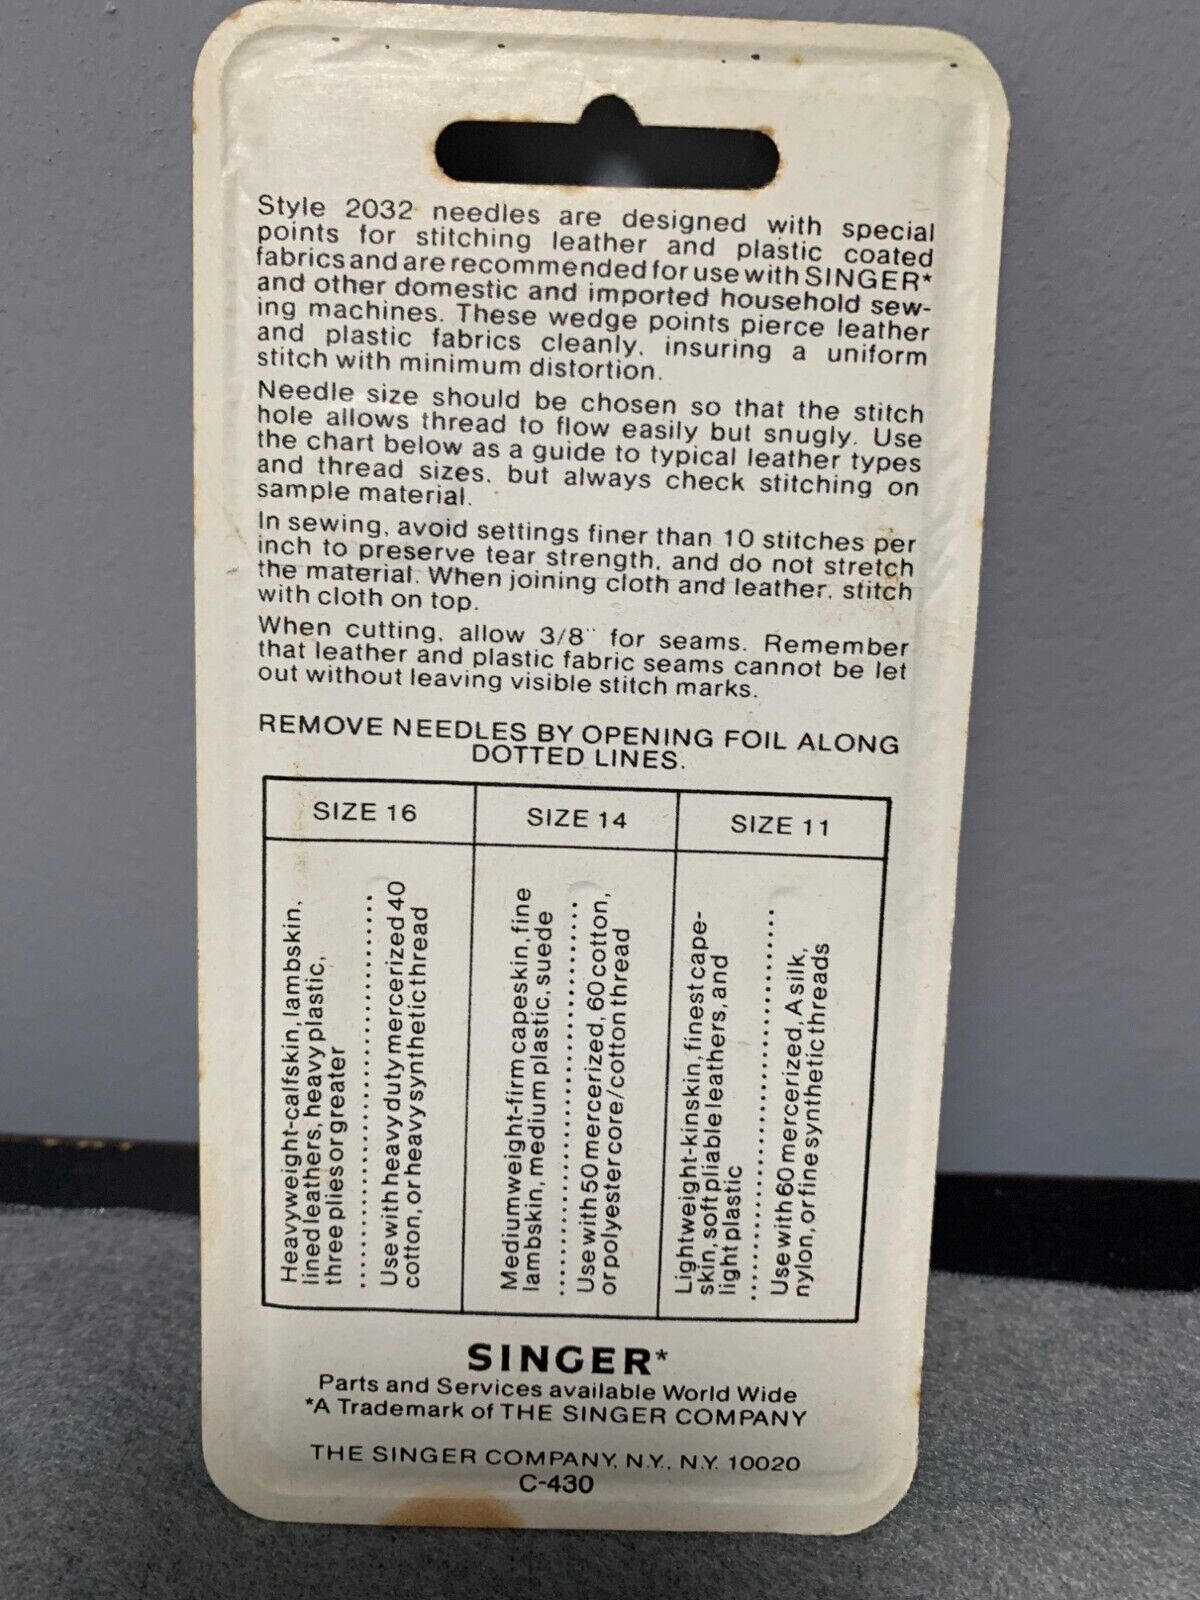 Style 2032 needles are designed with special
points for stitching leather and plastic coated
fabrics and are recommended for use with SINGER*
and other domestic and imported household sew-
ing machines. These wedge points pierce leather
and plastic fabrics cleanly, insuring a uniform
stitch with minimum distortion.
Needle size should be chosen so that the stitch
hole allows thread to flow easily but snugly. Use
the chart below as a guide to typical leather types
and thread sizes, but always check stitching on
sample material.
In sewing, avoid settings finer than 10 stitches per
inch to preserve tear strength, and do not stretch
the material. When joining cloth and leather, stitch
with cloth on top.
When cutting, allow 3/8" for seams. Remember
that leather and plastic fabric seams cannot be let
out without leaving visible stitch marks.
REMOVE NEEDLES BY OPENING FOIL ALONG
DOTTED LINES.
SIZE 16
Heavyweight-calfskin, lambskin,
lined leathers, heavy plastic,
three plies or greater
Use with heavy duty mercerized 40
cotton, or heavy synthetic thread
SIZE 14
Mediumweight-firm capeskin, fine
lambskin, medium plastic, suede
Use with 50 mercerized, 60 cotton,
or polyester core/cotton thread
SIZE 11
Lightweight-kinskin, finest cape-
skin, soft pliable leathers, and
light plastic
Use with 60 mercerized, A silk,
nylon, or fine synthetic threads
SINGER*
Parts and Services available World Wide
*A Trademark of THE SINGER COMPANY
THE SINGER COMPANY, N.Y., N.Y. 10020
C-430